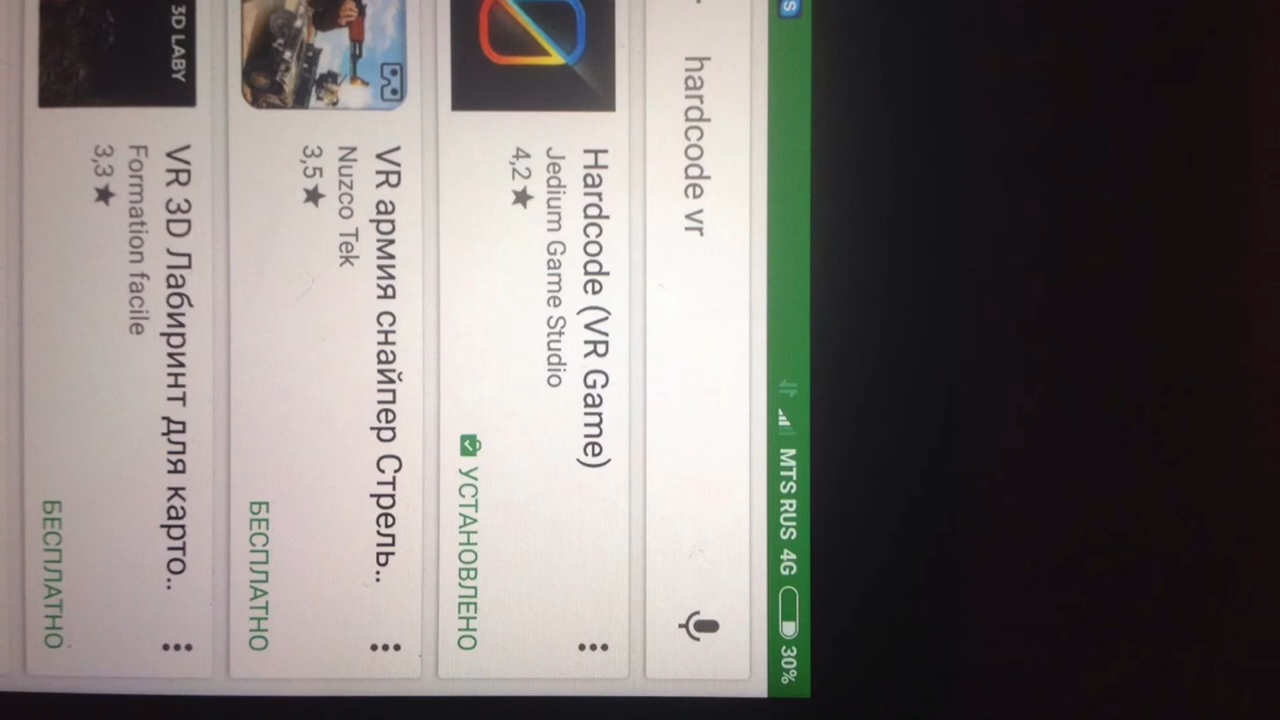 S
MTS RUS 4G 30%
hardcode vr
Hardcode (VR Game)
Jedium Game Studio
4,2★
УСТАНОВЛЕНО
VR армия снайпер Стрель..
Nuzco Tek
3,5★
БЕСПЛАТНО
3D LABY
VR 3D Лабиринт для карто..
Formation facile
3,3★
БЕСПЛАТНО